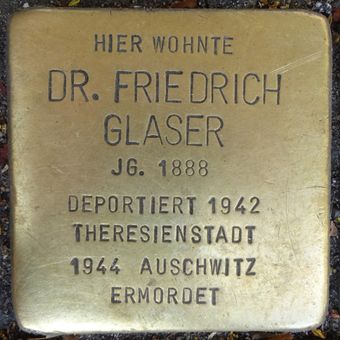 HIER WOHNTE
DR. FRIEDRICH
GLASER
JG. 1888
DEPORTIERT 1942
THERESIENSTADT
1944 AUSCHWITZ
ERMORDET